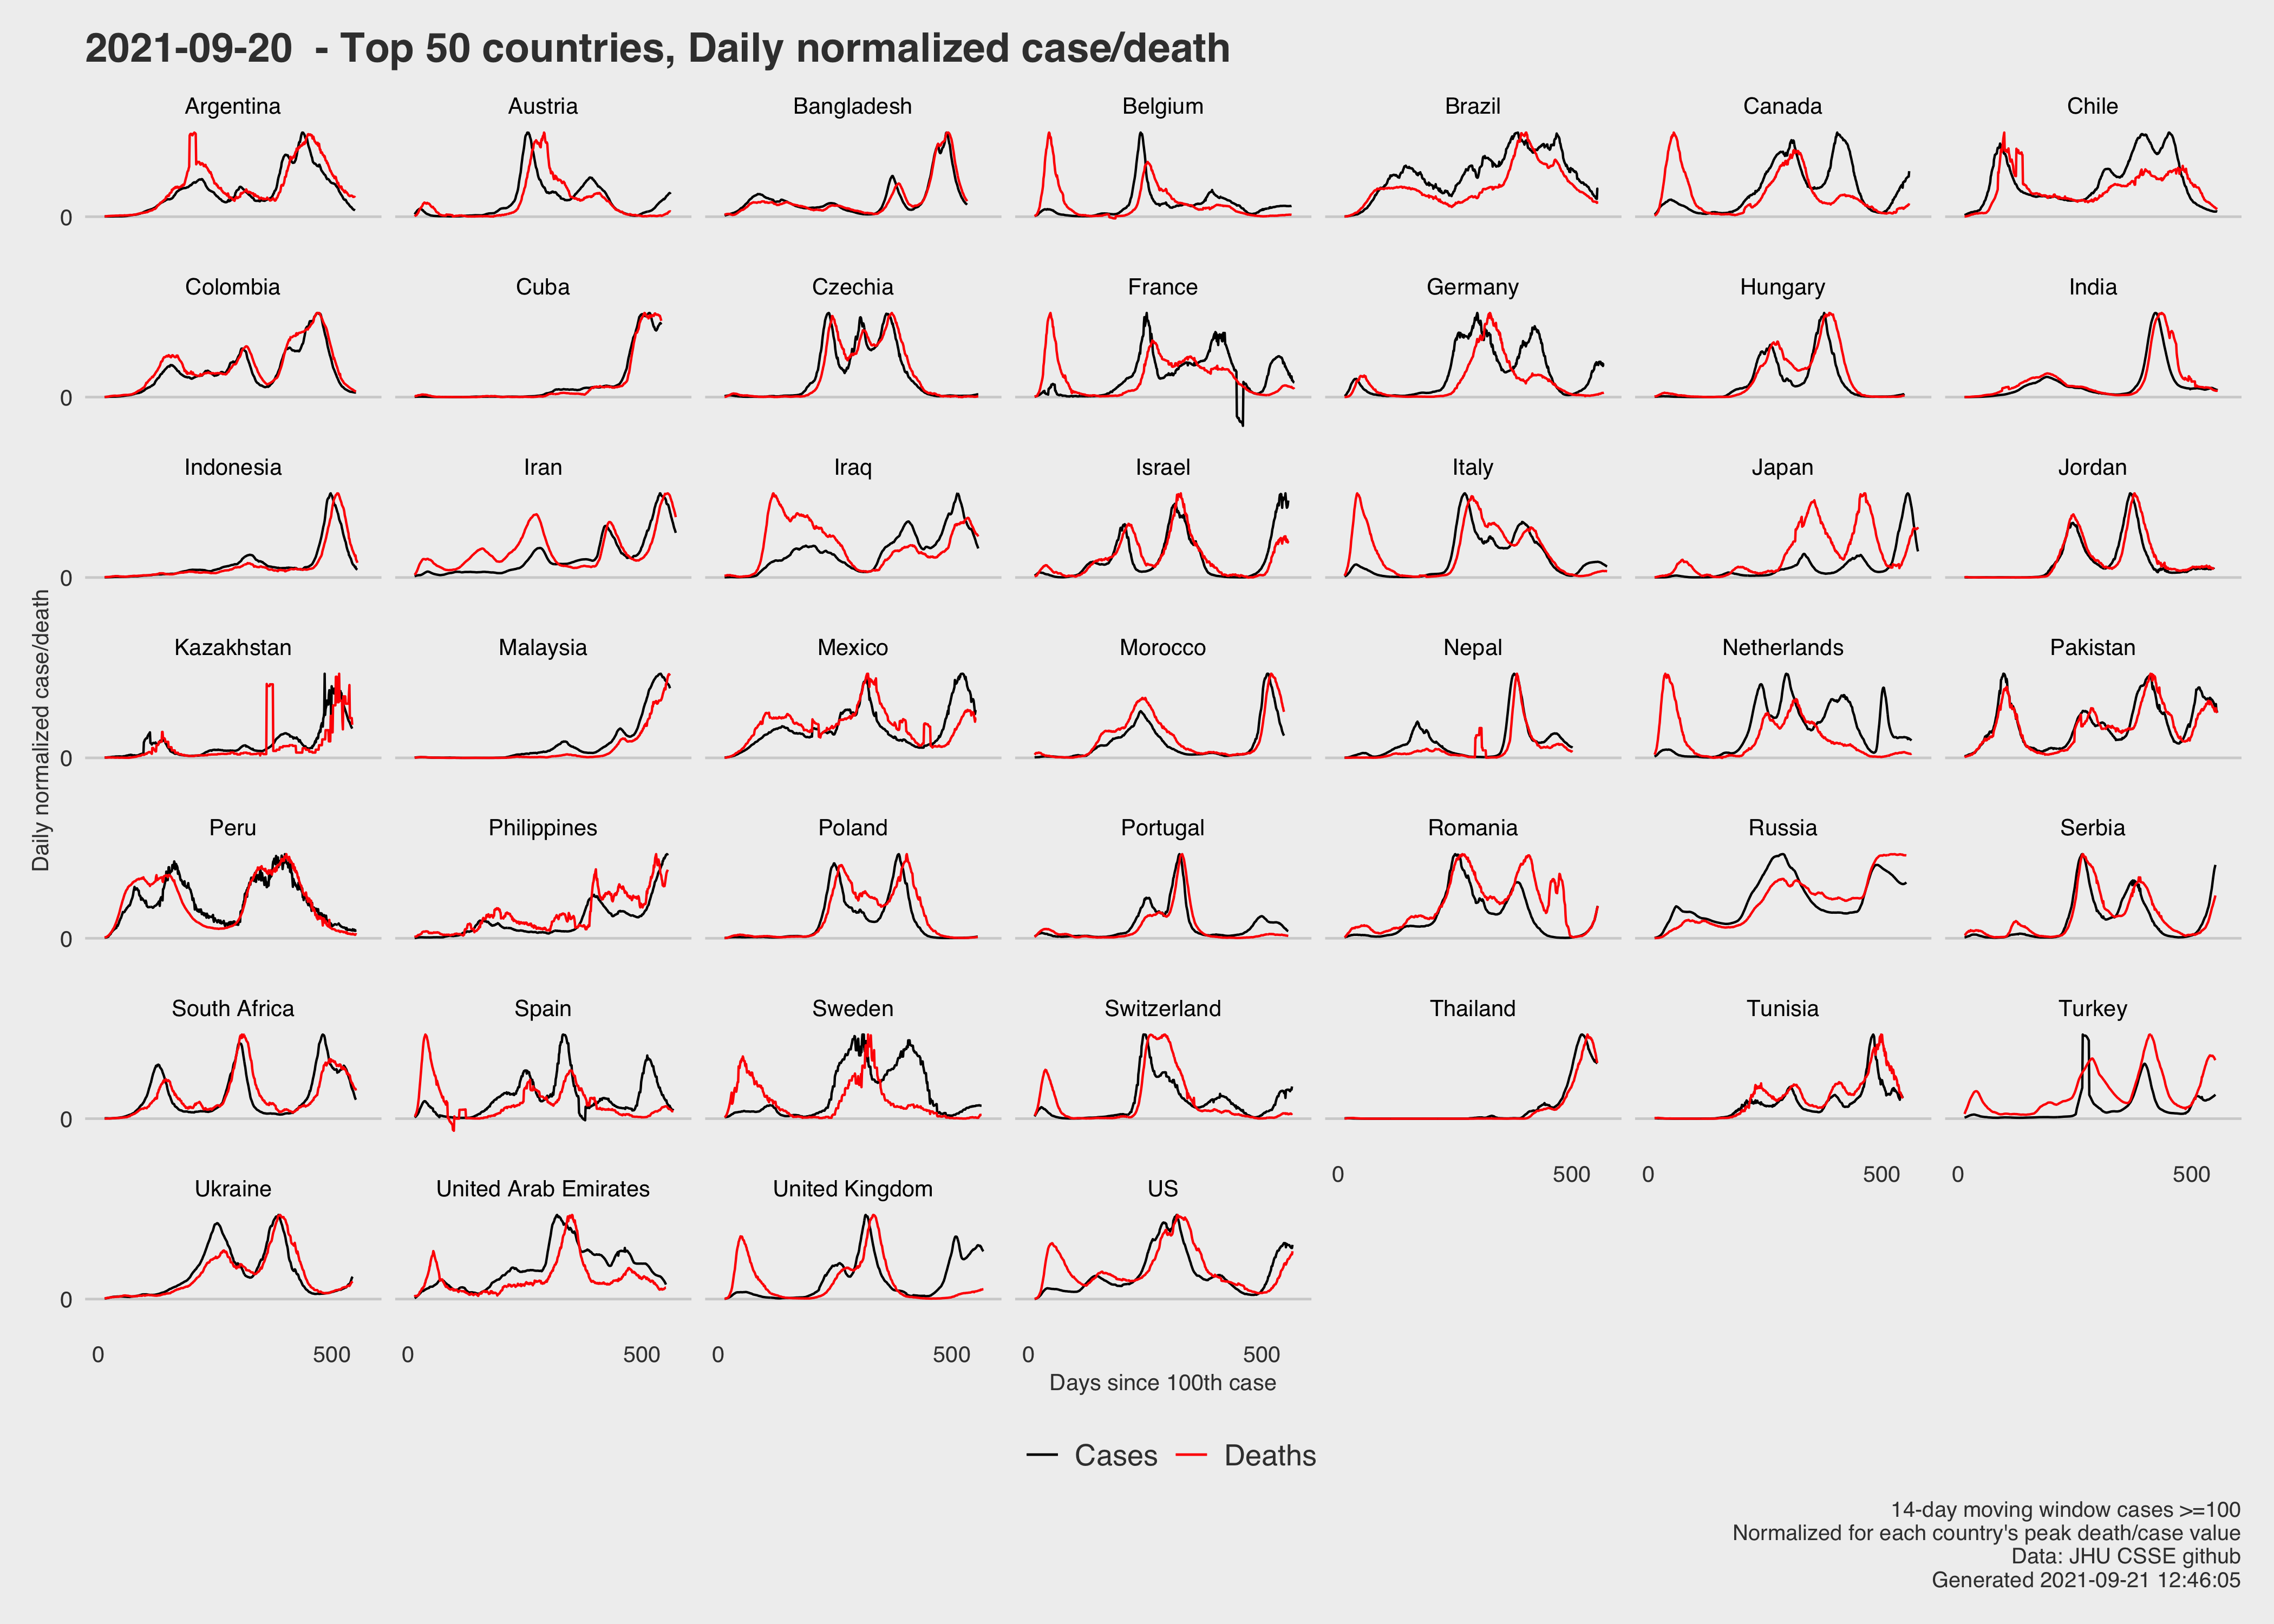 2021-09-20  - Top 50 countries, Daily normalized case/death
Argentina Austria Bangladesh Belgium Brazil Canada Chile
0
Colombia Cuba Czechia France Germany Hungary India
0
Indonesia Iran Iraq Israel Italy Japan Jordan
0
Daily normalized case/death
Kazakhstan Malaysia Mexico Morocco Nepal Netherlands Pakistan
0
Peru Philippines Poland Portugal Romania Russia Serbia
0
South Africa Spain Sweden Switzerland Thailand Tunisia Turkey
0
0 500 0 500 0 500
Ukraine United Arab Emirates United Kingdom US
0
0 500 0 500 0 500 0 500
Days since 100th case
Cases Deaths
14-day moving window cases >=100
Normalized for each country's peak death/case value
Data: JHU CSSE github
Generated 2021-09-21 12:46:05